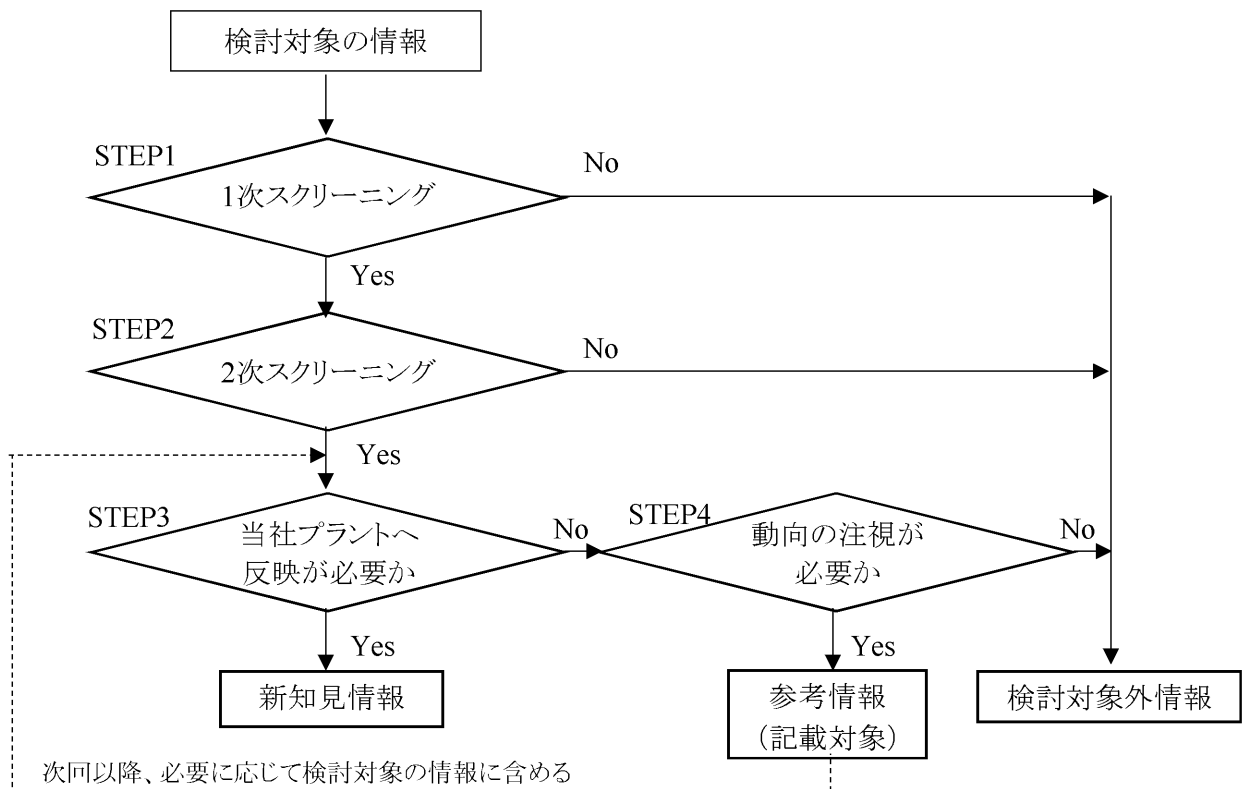 検討対象の情報
STEP1
1次スクリーニング
No
Yes
STEP2
2次スクリーニング
No
Yes
STEP3
当社プラントへ
反映が必要か
No
STEP4
動向の注視が
必要か
No
Yes
Yes
新知見情報
参考情報
（記載対象）
検討対象外情報
次回以降、必要に応じて検討対象の情報に含める